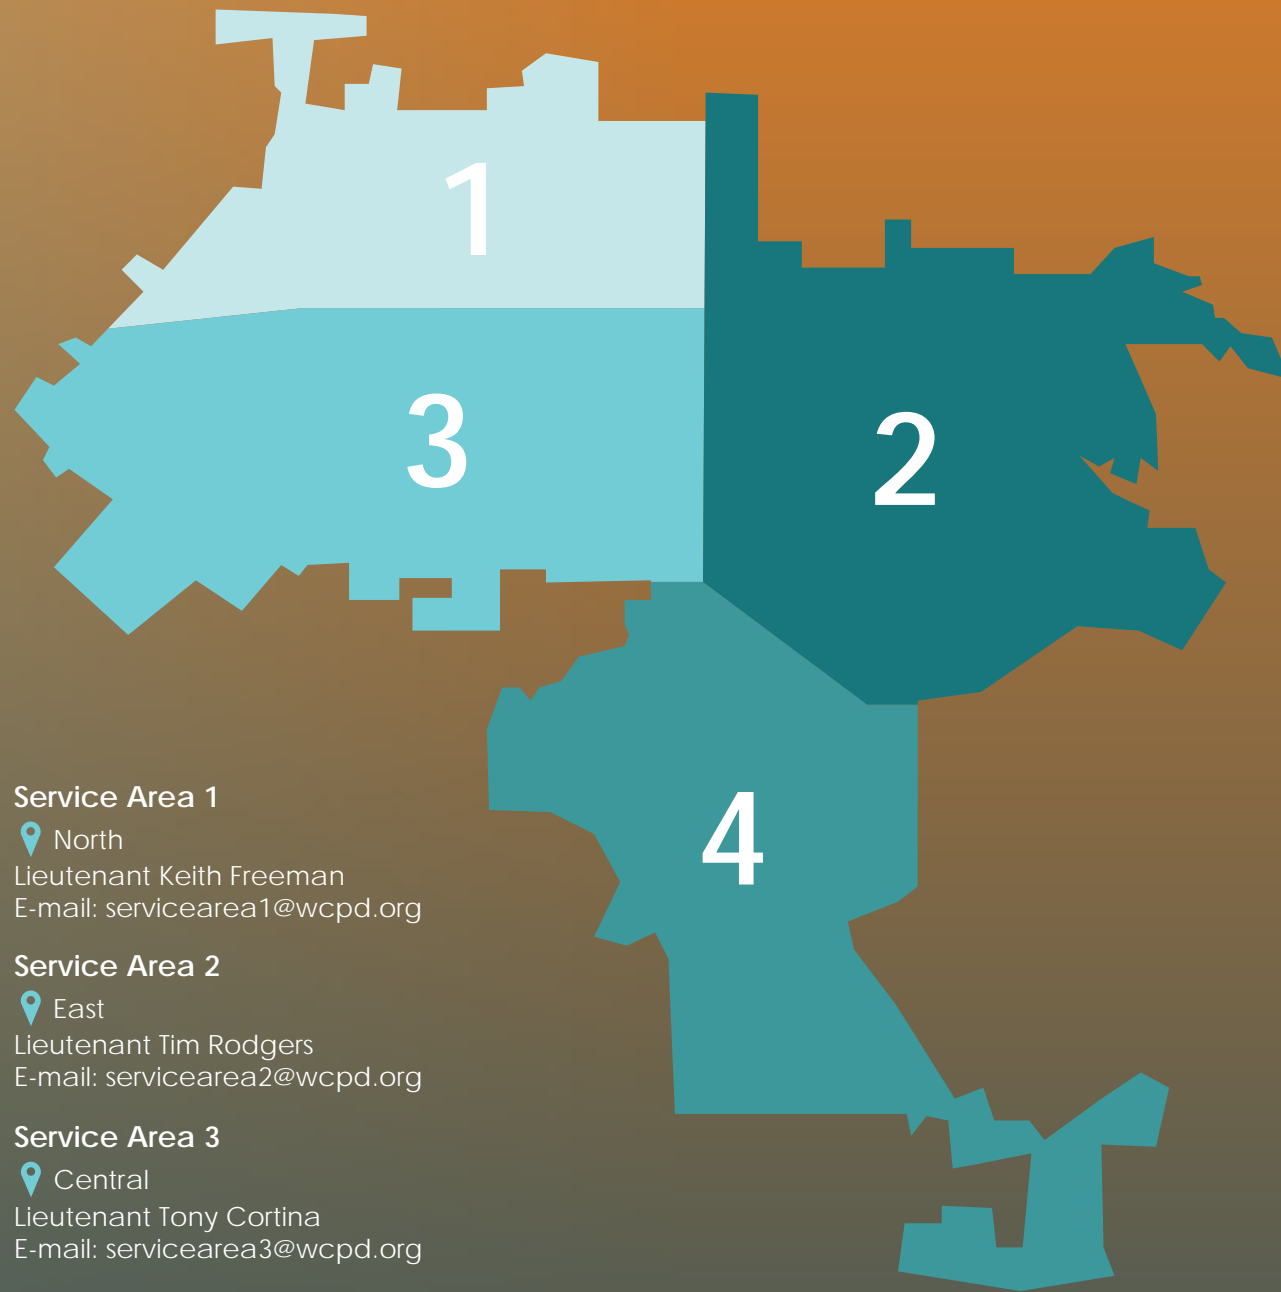 1
3
2
4
Service Area 1
North
Lieutenant Keith Freeman
E-mail: servicearea1@wcpd.org
Service Area 2
East
Lieutenant Tim Rodgers
E-mail: servicearea2@wcpd.org
Service Area 3
Central
Lieutenant Tony Cortina
E-mail: servicearea3@wcpd.org